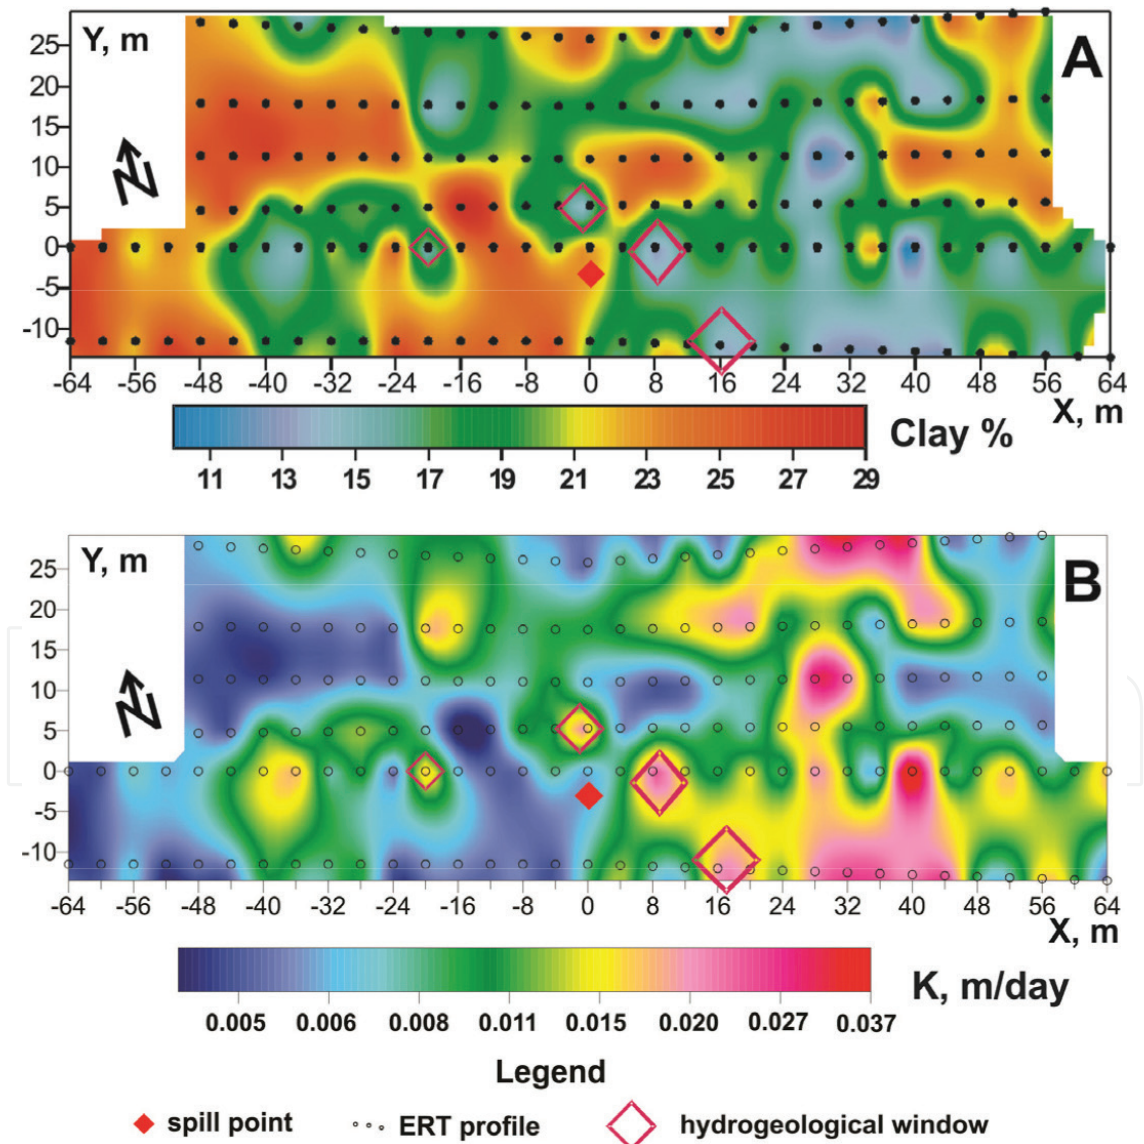 Y, m
A
25
20
15
10
5
0
-5
-10
N
-64 -56 -48 -40 -32 -24 -16 -8 0 8 16 24 32 40 48 56 64
X, m
11 13 15 17 19 21 23 25 27 29
Clay %
Y, m
B
25
20
15
10
5
0
-5
-10
N
-64 -56 -48 -40 -32 -24 -16 -8 0 8 16 24 32 40 48 56 64
X, m
0.005 0.006 0.008 0.011 0.015 0.020 0.027 0.037
K, m/day
Legend
spill point ERT profile hydrogeological window